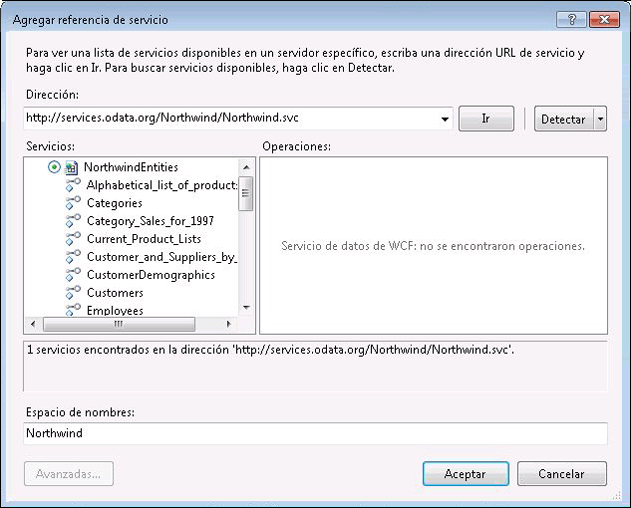 Agregar referencia de servicio
Para ver una lista de servicios disponibles en un servidor específico, escriba una dirección URL de servicio y
haga clic en Ir. Para buscar servicios disponibles, haga clic en Detectar.
Dirección:
http://services.odata.org/Northwind/Northwind.svc
Ir
Detectar
Servicios:
Operaciones:
NorthwindEntities
Alphabetical_list_of_product
Categories
Category_Sales_for_1997
Current_Product_Lists
Customer_and_Suppliers_by_
CustomerDemographics
Customers
Employees
Servicio de datos de WCF: no se encontraron operaciones.
1 servicios encontrados en la dirección 'http://services.odata.org/Northwind/Northwind.svc'.
Espacio de nombres:
Northwind
Avanzadas...
Aceptar
Cancelar